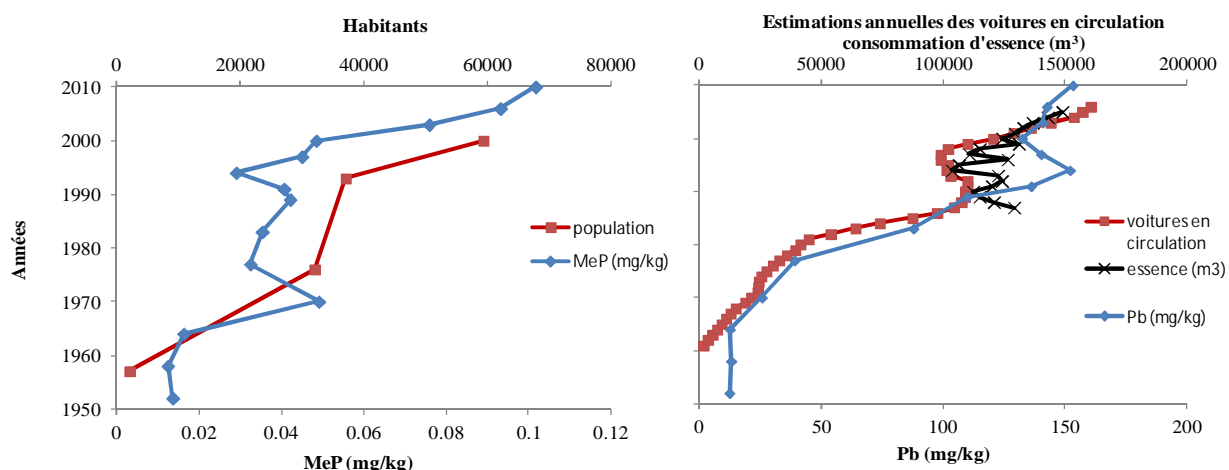 Habitants
0 20000 40000 60000 80000
2010
2000
1990
1980
1970
1960
1950
Années
population
MeP (mg/kg)
0 0.02 0.04 0.06 0.08 0.1 0.12
MeP (mg/kg)
Estimations annuelles des voitures en circulation
consommation d'essence (m³)
0 50000 100000 150000 200000
voitures en
circulation
essence (m3)
Pb (mg/kg)
0 50 100 150 200
Pb (mg/kg)